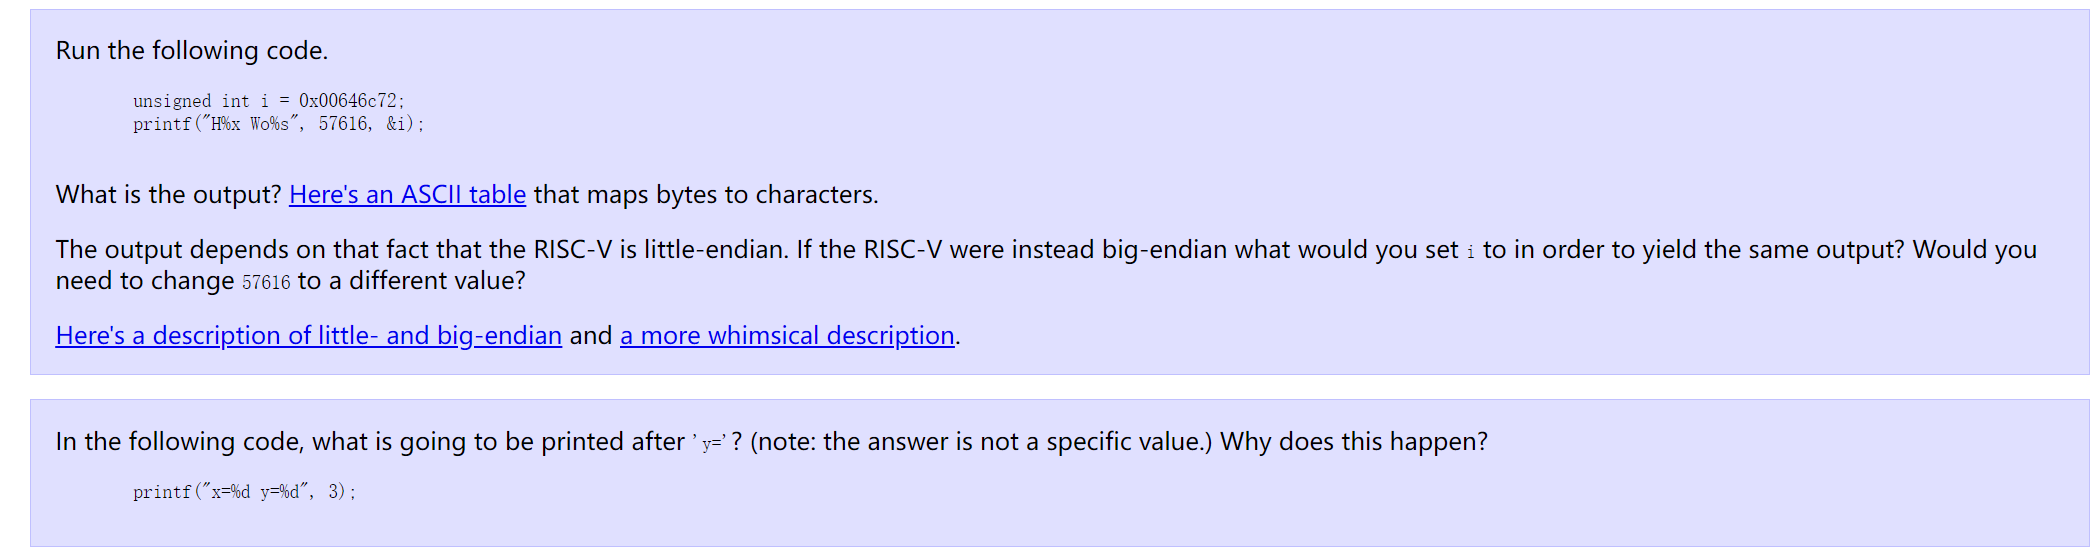 Run the following code.
unsigned int i = 0x00646c72;
printf("H%x Wo%s", 57616, &i);
What is the output? Here's an ASCII table that maps bytes to characters.
The output depends on that fact that the RISC-V is little-endian. If the RISC-V were instead big-endian what would you set i to in order to yield the same output? Would you
need to change 57616 to a different value?
Here's a description of little- and big-endian and a more whimsical description.
In the following code, what is going to be printed after 'y='? (note: the answer is not a specific value.) Why does this happen?
printf("x=%d y=%d", 3);